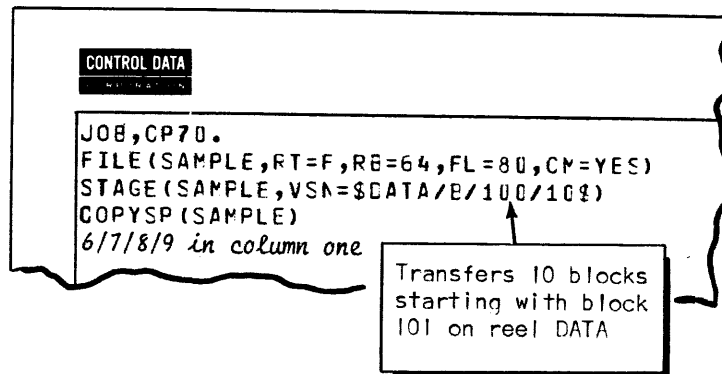 CONTROL DATA
CORPORATION
JOB,CP70.
FILE(SAMPLE,RT=F,RB=64,FL=80,CM=YES)
STAGE(SAMPLE,VSN=$DATA/B/100/10$)
COPYSP(SAMPLE)
6/7/8/9 in column one
Transfers 10 blocks
starting with block
101 on reel DATA